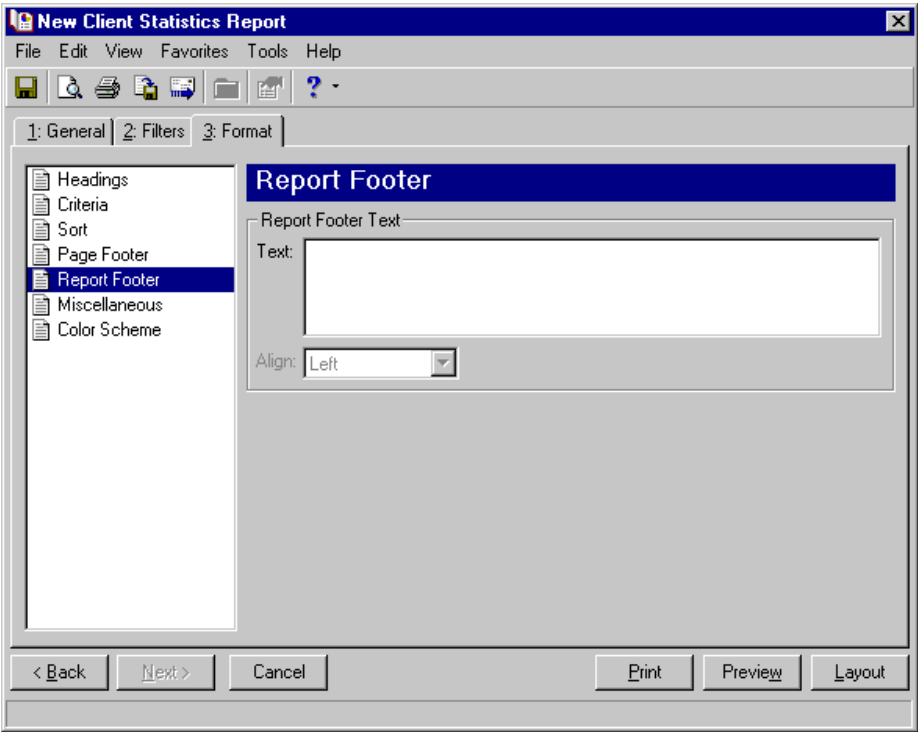 New Client Statistics Report
File Edit View Favorites Tools Help
?
1: General 2: Filters 3: Format
Headings
Criteria
Sort
Page Footer
Report Footer
Miscellaneous
Color Scheme
Report Footer
Report Footer Text
Text:
Align: Left
< Back Next > Cancel Print Preview Layout